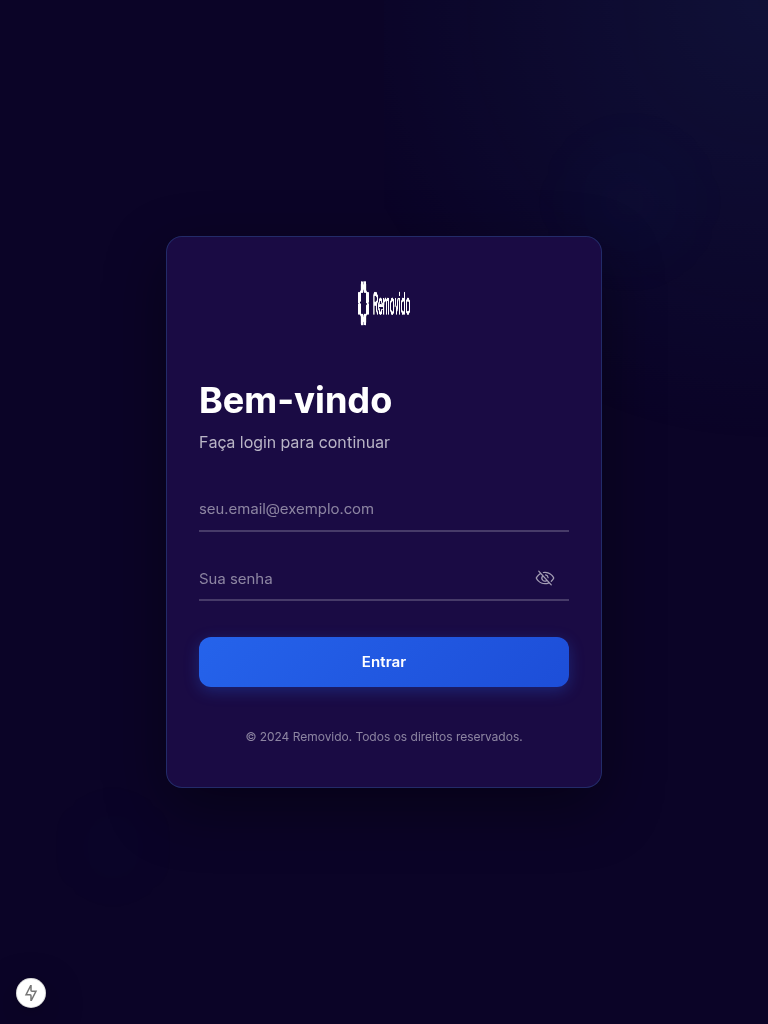 Removido
Bem-vindo
Faça login para continuar
seu.email@exemplo.com
Sua senha
Entrar
© 2024 Removido. Todos os direitos reservados.